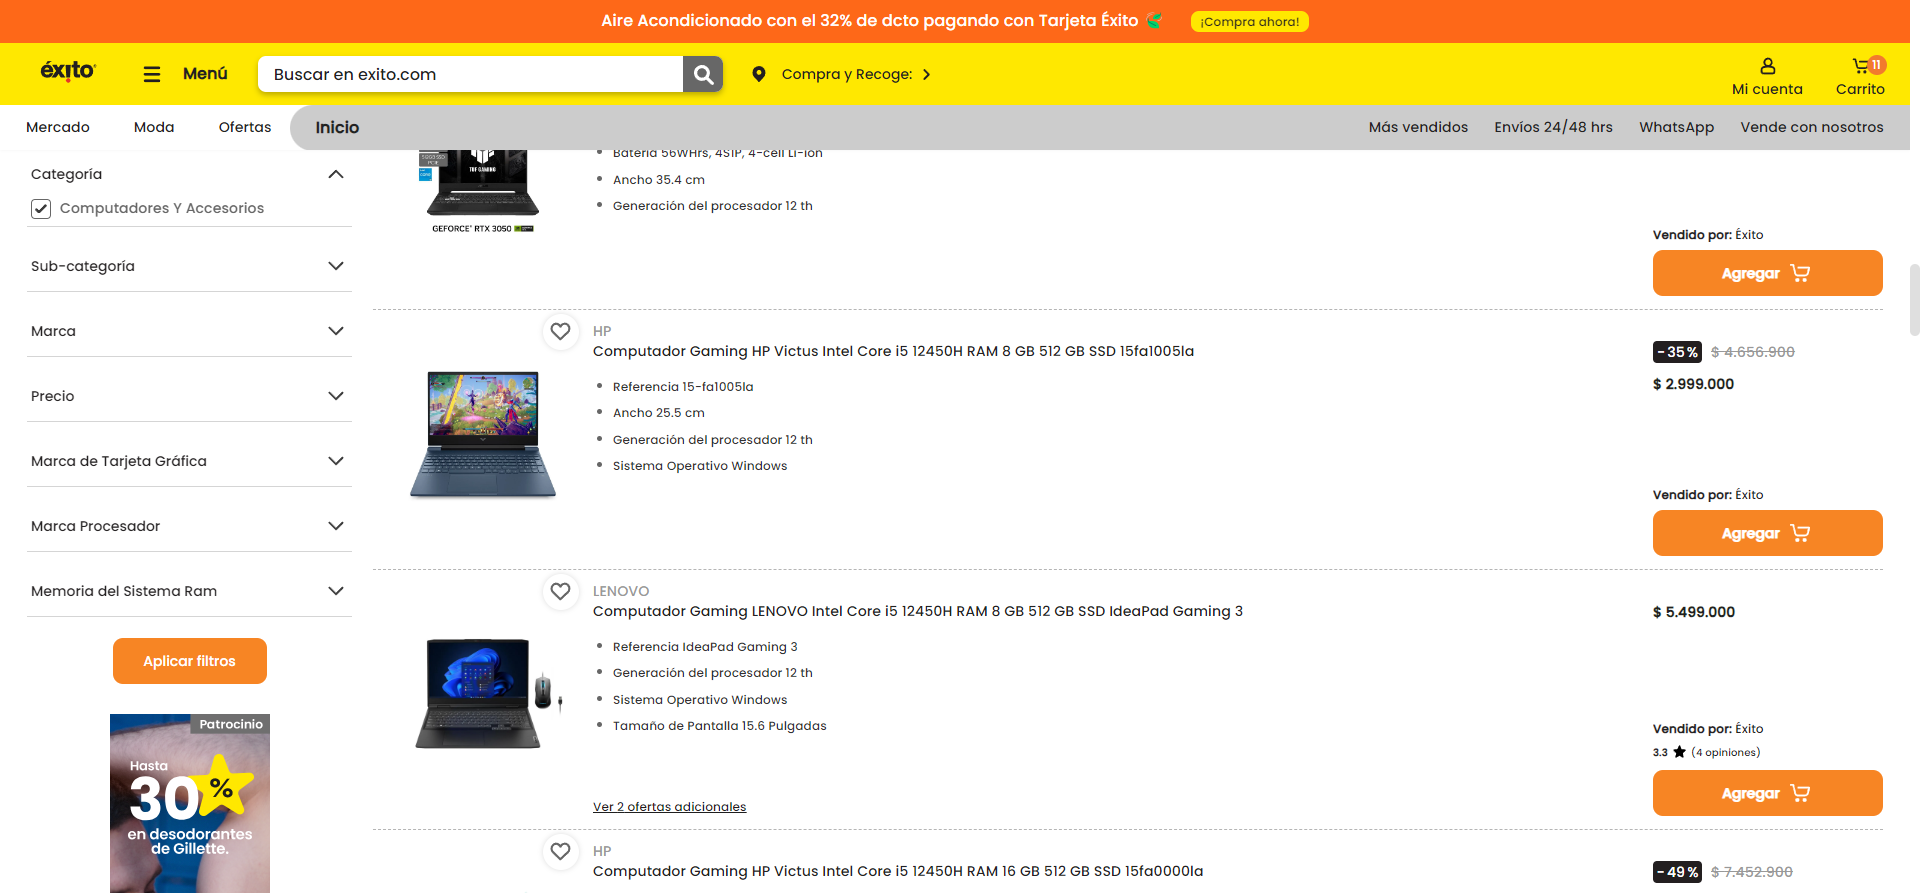 Aire Acondicionado con el 32% de dcto pagando con Tarjeta Éxito
¡Compra ahora!
éxito
Menú
Buscar en exito.com
Compra y Recoge:
Mi cuenta
11
Carrito
Mercado
Moda
Ofertas
Inicio
Más vendidos
Envíos 24/48 hrs
WhatsApp
Vende con nosotros
Categoría
Computadores Y Accesorios
Sub-categoría
Marca
Precio
Marca de Tarjeta Gráfica
Marca Procesador
Memoria del Sistema Ram
Aplicar filtros
Patrocinio
Hasta
30%
en desodorantes
de Gillette.
TUF GAMING
GEFORCE RTX 3050
Batería 56WHrs, 4S1P, 4-cell Li-ion
Ancho 35.4 cm
Generación del procesador 12 th
Vendido por: Éxito
Agregar
HP
Computador Gaming HP Victus Intel Core i5 12450H RAM 8 GB 512 GB SSD 15fa1005la
Referencia 15-fa1005la
Ancho 25.5 cm
Generación del procesador 12 th
Sistema Operativo Windows
-35%
$ 4.656.900
$ 2.999.000
Vendido por: Éxito
Agregar
LENOVO
Computador Gaming LENOVO Intel Core i5 12450H RAM 8 GB 512 GB SSD IdeaPad Gaming 3
Referencia IdeaPad Gaming 3
Generación del procesador 12 th
Sistema Operativo Windows
Tamaño de Pantalla 15.6 Pulgadas
Ver 2 ofertas adicionales
$ 5.499.000
Vendido por: Éxito
3.3 ★ (4 opiniones)
Agregar
HP
Computador Gaming HP Victus Intel Core i5 12450H RAM 16 GB 512 GB SSD 15fa0000la
-49%
$ 7.452.900